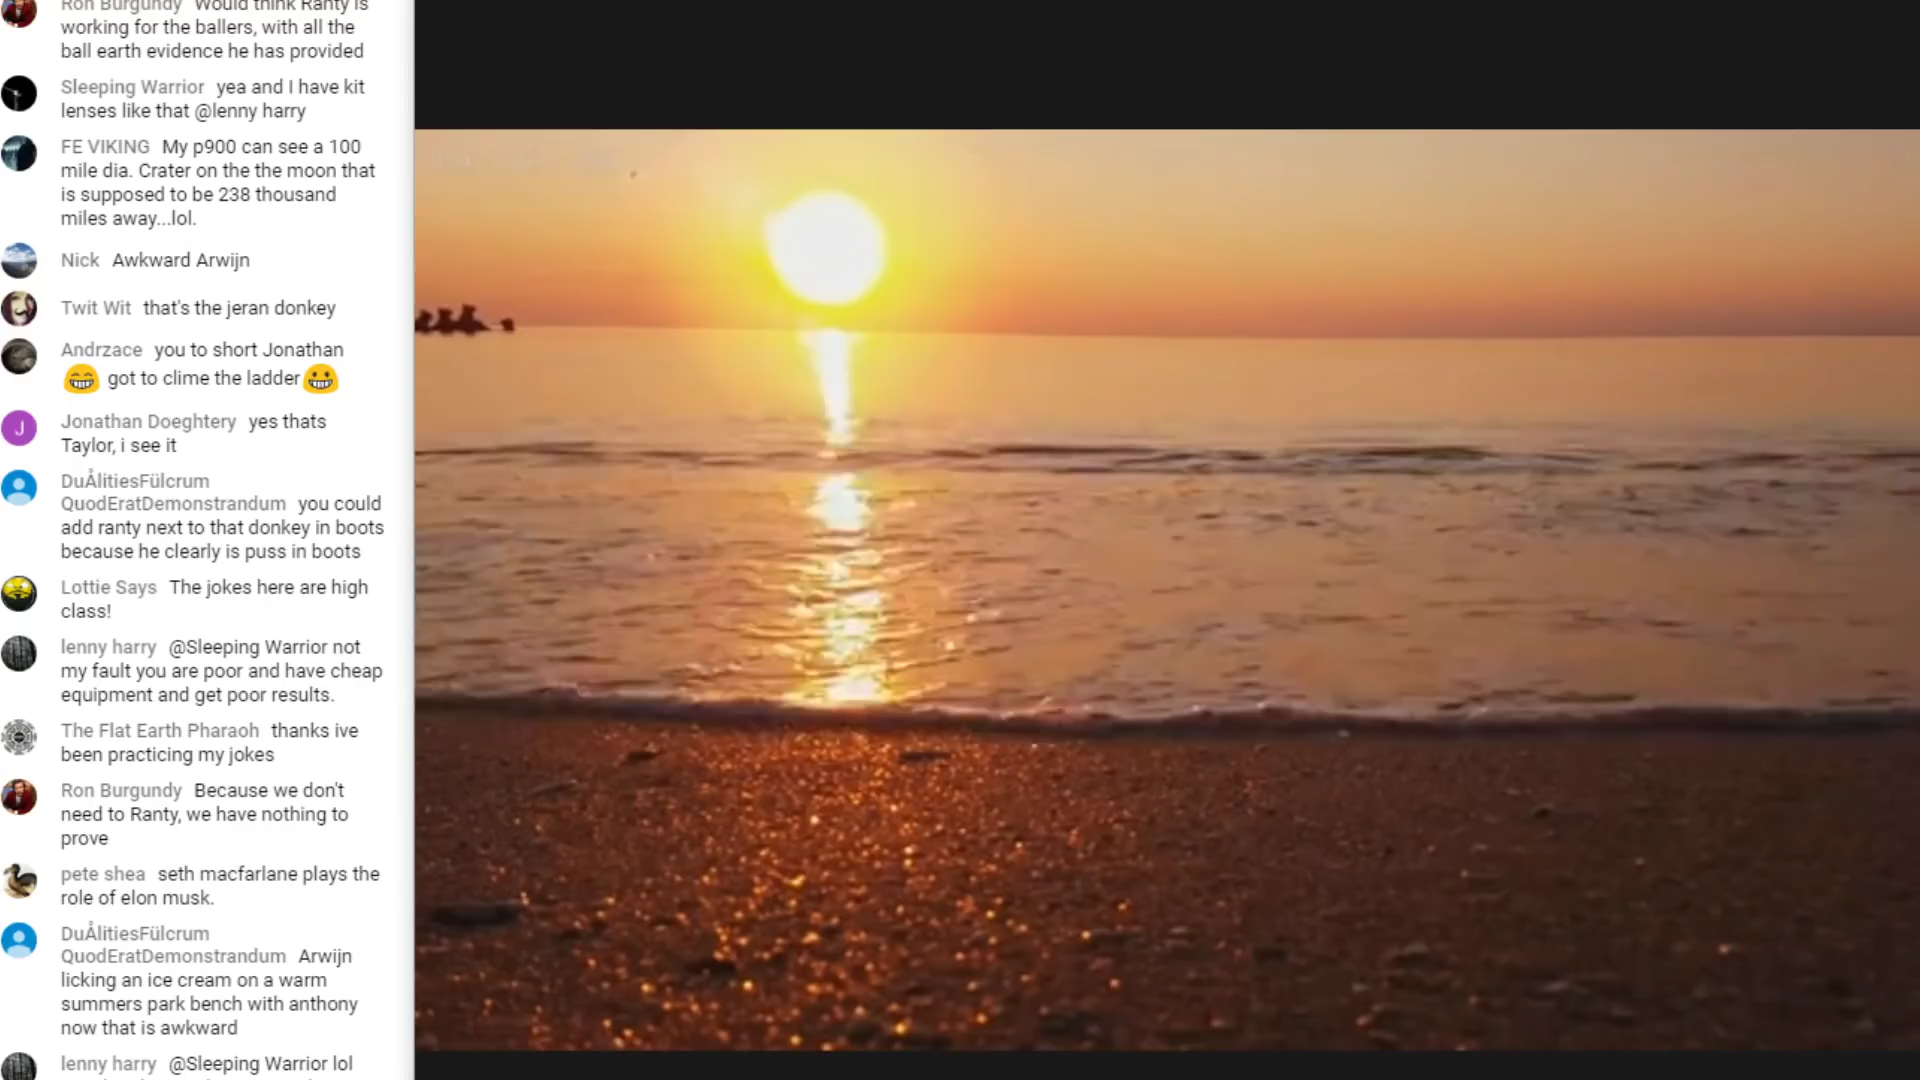 Ron Burgundy Would think Ranty is
working for the ballers, with all the
ball earth evidence he has provided
Sleeping Warrior yea and I have kit
lenses like that @lenny harry
FE VIKING My p900 can see a 100
mile dia. Crater on the the moon that
is supposed to be 238 thousand
miles away...lol.
Nick Awkward Arwijn
Twit Wit that's the jeran donkey
Andrzace you to short Jonathan
got to clime the ladder
J Jonathan Doeghtery yes thats
Taylor, i see it
DuÅlitiesFülcrum
QuodEratDemonstrandum you could
add ranty next to that donkey in boots
because he clearly is puss in boots
Lottie Says The jokes here are high
class!
lenny harry @Sleeping Warrior not
my fault you are poor and have cheap
equipment and get poor results.
The Flat Earth Pharaoh thanks ive
been practicing my jokes
Ron Burgundy Because we don't
need to Ranty, we have nothing to
prove
pete shea seth macfarlane plays the
role of elon musk.
DuÅlitiesFülcrum
QuodEratDemonstrandum Arwijn
licking an ice cream on a warm
summers park bench with anthony
now that is awkward
lenny harry @Sleeping Warrior lol